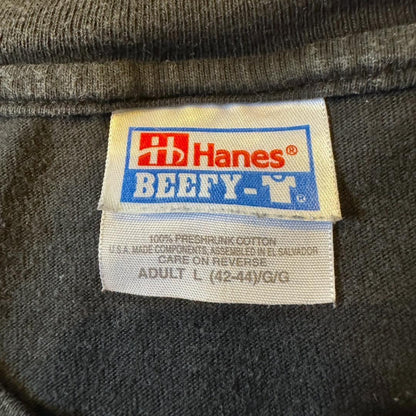 Hanes®
BEEFY-
100% PRESHRUNK COTTON
U.S.A. MADE COMPONENTS, ASSEMBLED IN EL SALVADOR
CARE ON REVERSE
ADULT L (42-44)/G/G